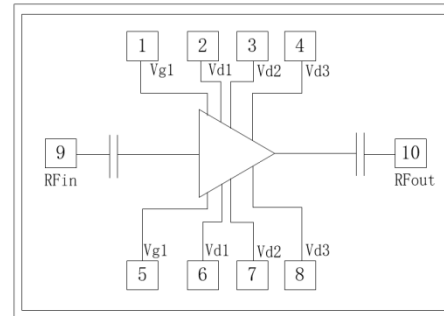 1 2 3 4
Vg1 Vd1 Vd2 Vd3
9 10
RFin RFout
Vg1 Vd1 Vd2 Vd3
5 6 7 8